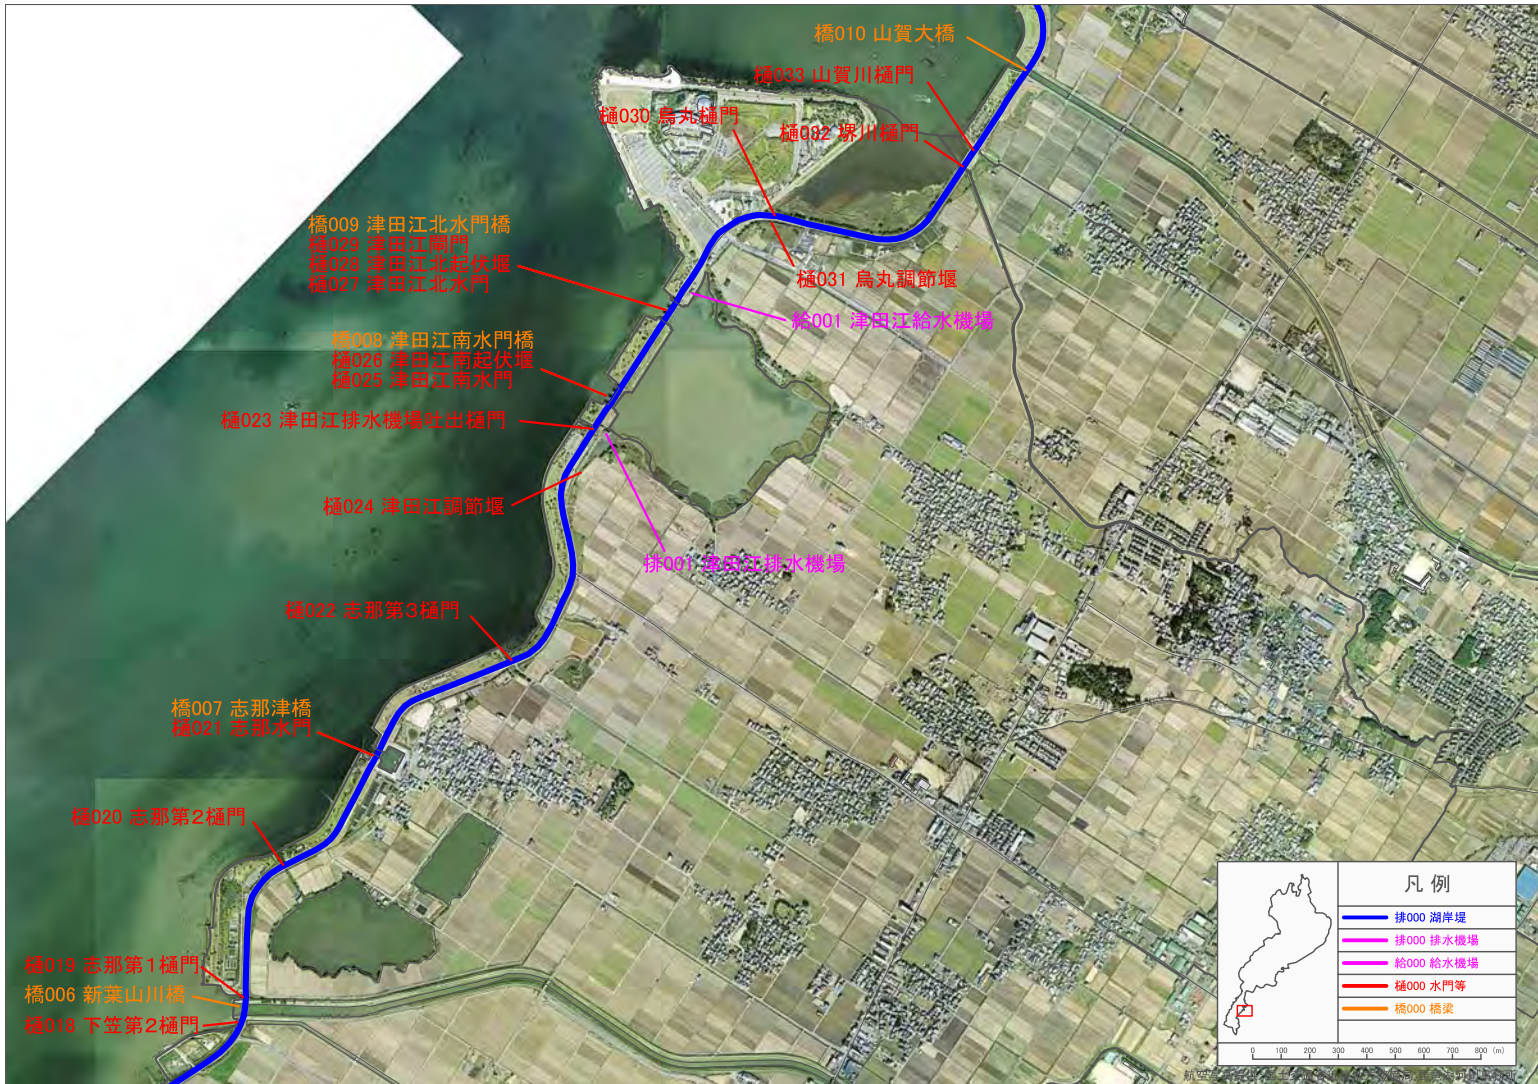 橋010 山賀大橋
樋033 山賀川樋門
樋030 烏丸樋門
樋032 堺川樋門
橋009 津田江北水門橋
樋029 津田江閘門
樋028 津田江北起伏堰
樋027 津田江北水門
樋031 烏丸調節堰
給001 津田江給水機場
橋008 津田江南水門橋
樋026 津田江南起伏堰
樋025 津田江南水門
樋023 津田江排水機場吐出樋門
樋024 津田江調節堰
排001 津田江排水機場
樋022 志那第3樋門
橋007 志那津橋
樋021 志那水門
樋020 志那第2樋門
樋019 志那第1樋門
橋006 新葉山川橋
樋018 下笠第2樋門
凡 例
排000 湖岸堤
排000 排水機場
給000 給水機場
樋000 水門等
橋000 橋梁
0 100 200 300 400 500 600 700 800 (m)